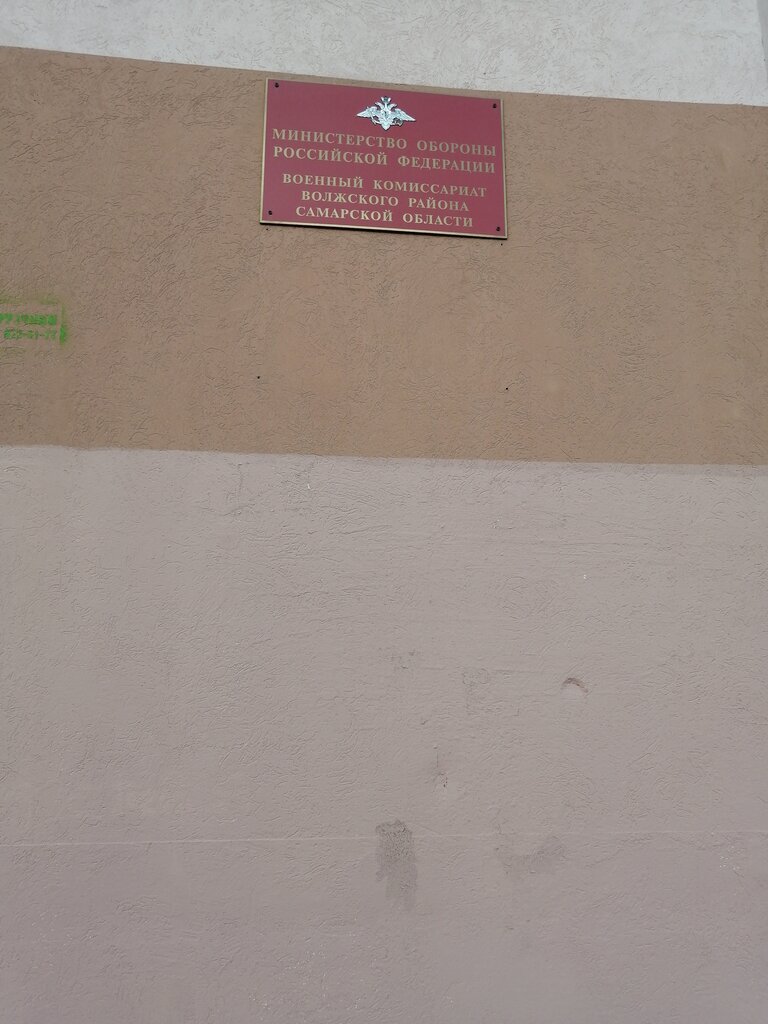 МИНИСТЕРСТВО ОБОРОНЫ
РОССИЙСКОЙ ФЕДЕРАЦИИ
ВОЕННЫЙ КОМИССАРИАТ
ВОЛЖСКОГО РАЙОНА
САМАРСКОЙ ОБЛАСТИ